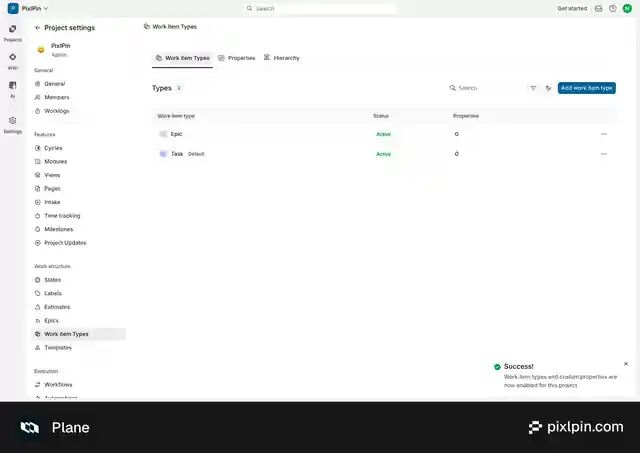 PixlPin
Search
Get started
M
Projects
Wiki
AI
Settings
Project settings
PixlPin
Admin
General
General
Members
Worklogs
Features
Cycles
Modules
Views
Pages
Intake
Time tracking
Milestones
Project Updates
Work structure
States
Labels
Estimates
Epics
Work item Types
Templates
Execution
Workflows
Automations
Work item Types
Work item Types Properties Hierarchy
Types 2
Search
Add work item type
Work item type Status Properties
Epic Active 0
Task Default Active 0
Success!
Work item types and custom properties are
now enabled for this project
Plane
pixlpin.com